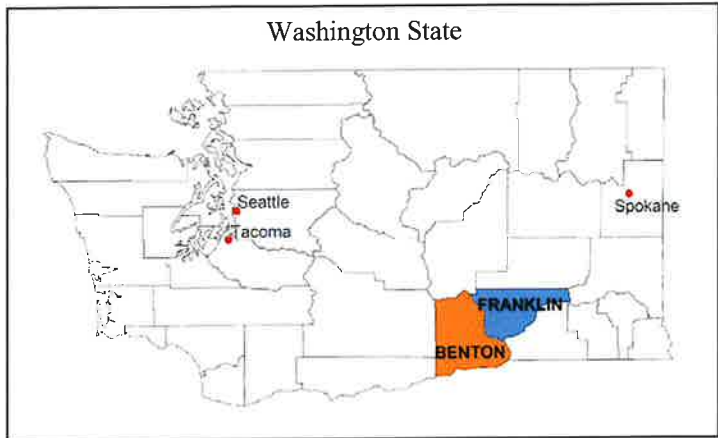 Washington State
Seattle
Spokane
Tacoma
FRANKLIN
BENTON